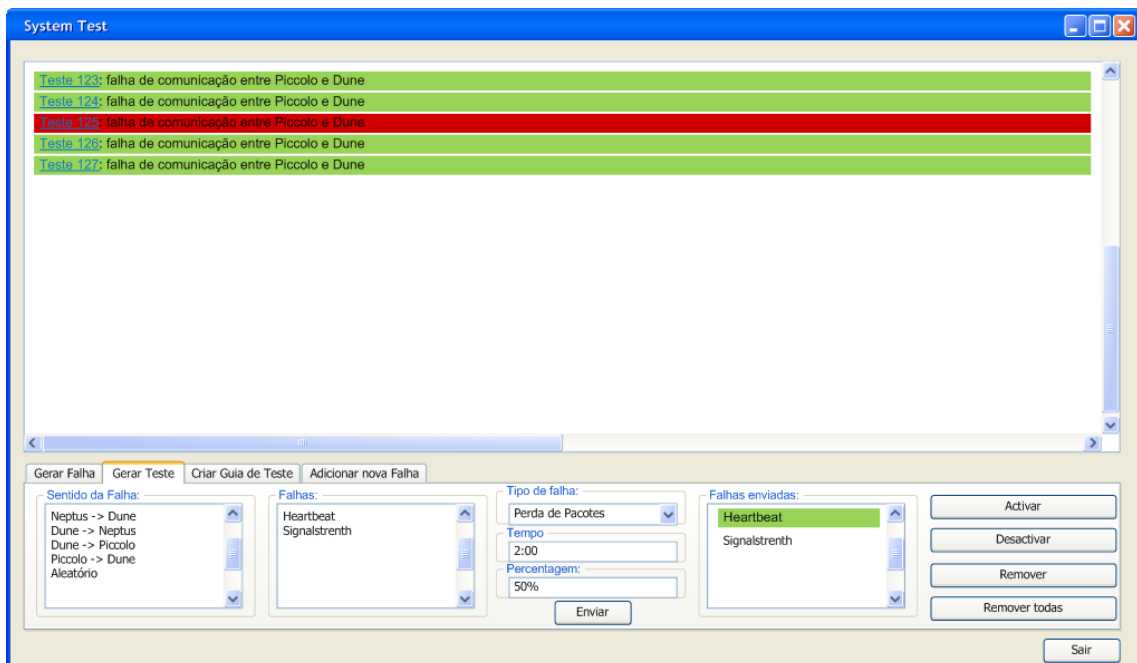 System Test
Teste 123: falha de comunicação entre Piccolo e Dune
Teste 124: falha de comunicação entre Piccolo e Dune
Teste 125: falha de comunicação entre Piccolo e Dune
Teste 126: falha de comunicação entre Piccolo e Dune
Teste 127: falha de comunicação entre Piccolo e Dune
Gerar Falha Gerar Teste Criar Guia de Teste Adicionar nova Falha
Sentido da Falha:
Neptus -> Dune
Dune -> Neptus
Dune -> Piccolo
Piccolo -> Dune
Aleatório
Falhas:
Heartbeat
Signalstrenth
Tipo de falha:
Perda de Pacotes
Tempo
2:00
Percentagem:
50%
Enviar
Falhas enviadas:
Heartbeat
Signalstrenth
Activar
Desactivar
Remover
Remover todas
Sair